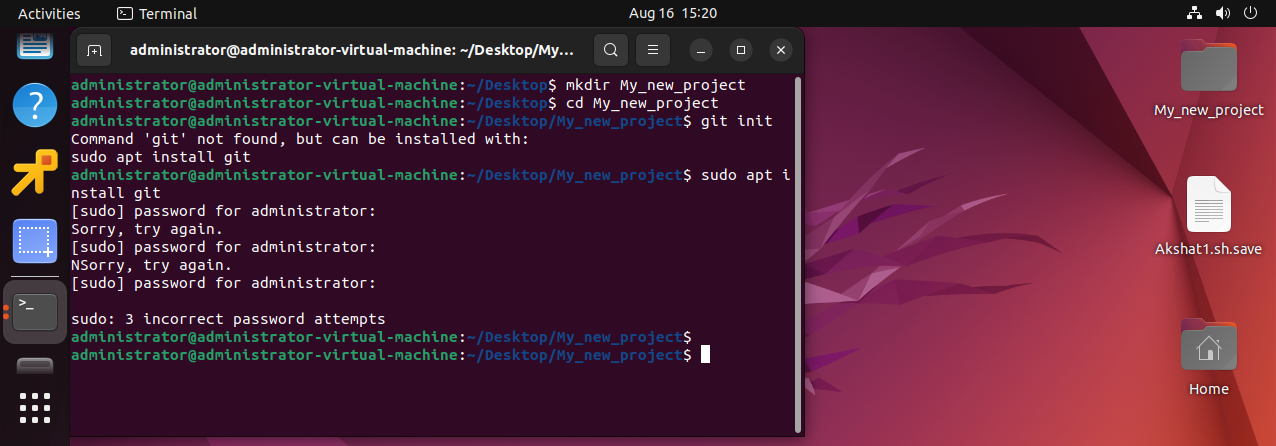 Activities
Terminal
Aug 16 15:20
administrator@administrator-virtual-machine: ~/Desktop/My...
administrator@administrator-virtual-machine:~/Desktop$ mkdir My_new_project
administrator@administrator-virtual-machine:~/Desktop$ cd My_new_project
administrator@administrator-virtual-machine:~/Desktop/My_new_project$ git init
Command 'git' not found, but can be installed with:
sudo apt install git
administrator@administrator-virtual-machine:~/Desktop/My_new_project$ sudo apt i
nstall git
[sudo] password for administrator:
Sorry, try again.
[sudo] password for administrator:
NSorry, try again.
[sudo] password for administrator:
sudo: 3 incorrect password attempts
administrator@administrator-virtual-machine:~/Desktop/My_new_project$
administrator@administrator-virtual-machine:~/Desktop/My_new_project$
My_new_project
Akshat1.sh.save
Home